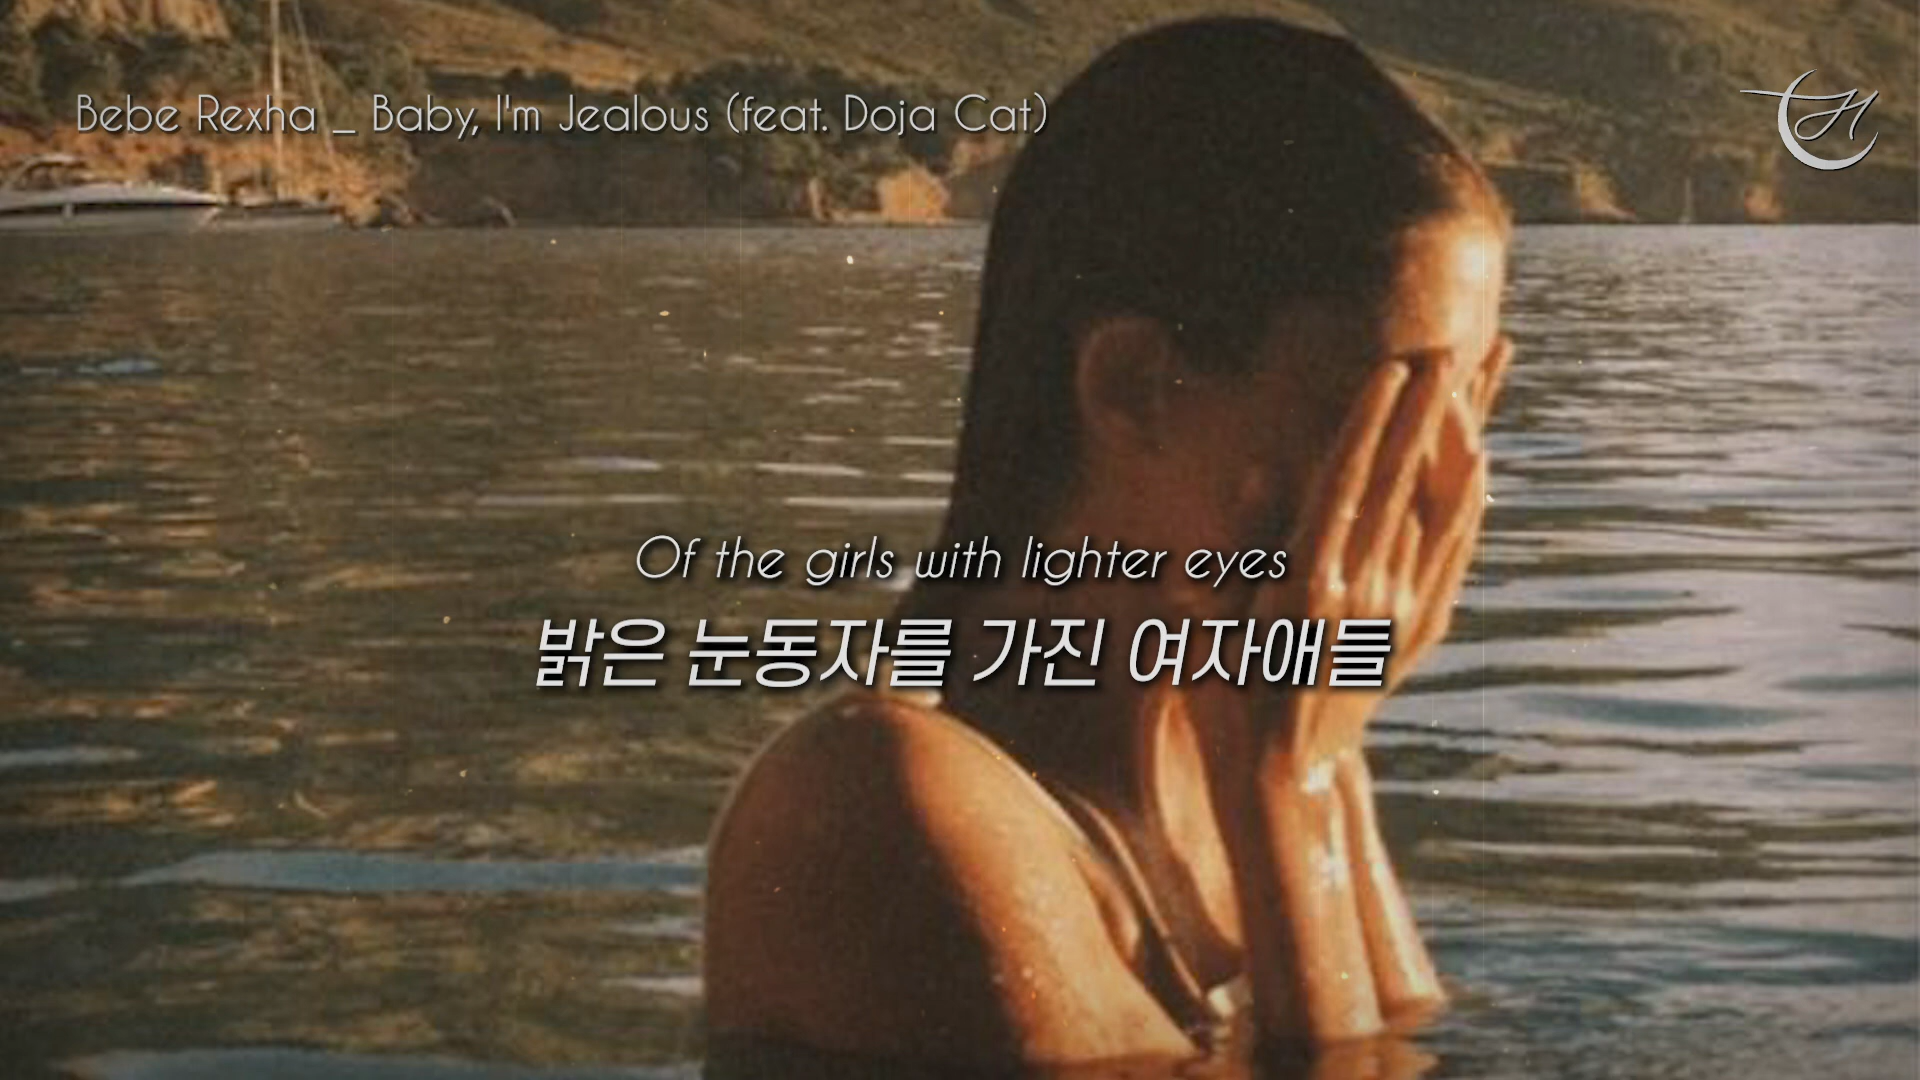 Bebe Rexha _ Baby, I'm Jealous (feat. Doja Cat)
Of the girls with lighter eyes
밝은 눈동자를 가진 여자애들